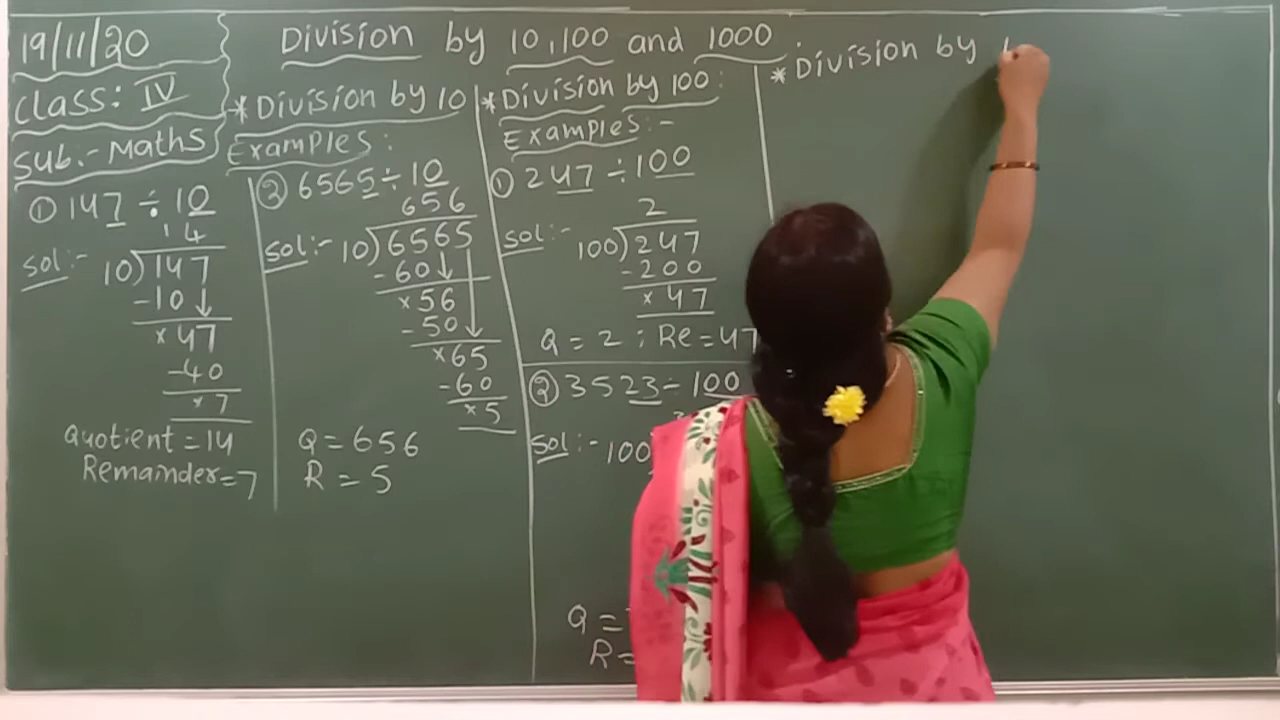 19/11/20
Class: IV
Sub:- Maths
Division by 10,100 and 1000
* Division by 10
Examples:
① 147 ÷ 10
14
Sol:- 10)147
-10
×47
-40
×7
Quotient = 14
Remainder = 7
② 6565 ÷ 10
656
Sol:- 10)6565
-60
×56
-50
×65
-60
×5
Q = 656
R = 5
* Division by 100:
Examples:-
① 247 ÷ 100
2
Sol:- 100)247
-200
×47
Q = 2 ; Re = 47
② 3523 ÷ 100
Sol:- 100
Q =
R =
* Division by